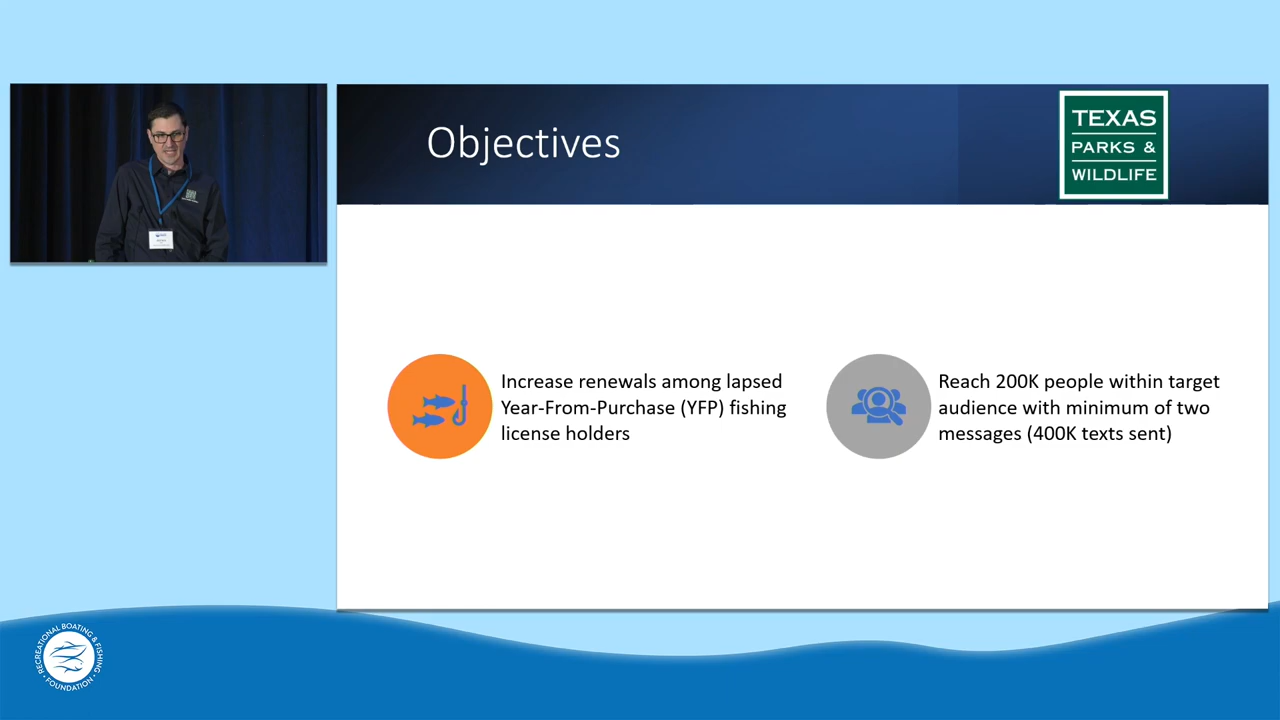 Objectives
TEXAS
PARKS &
WILDLIFE
Increase renewals among lapsed
Year-From-Purchase (YFP) fishing
license holders
Reach 200K people within target
audience with minimum of two
messages (400K texts sent)
RECREATIONAL BOATING & FISHING
• FOUNDATION •